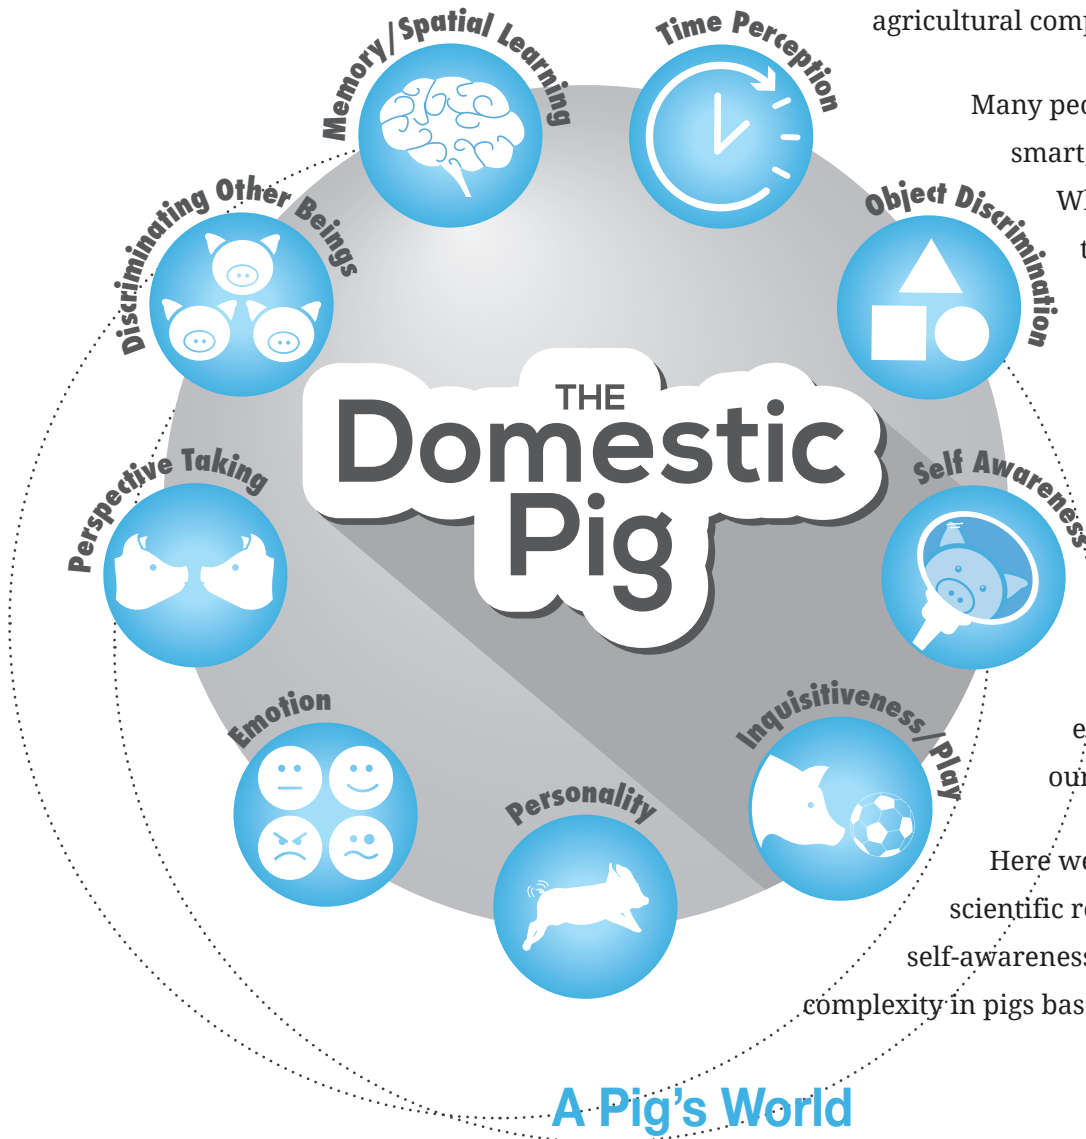 agricultural comp
Memory/Spatial Learning
Time Perception
Many peo
smart,
Object Discrimination
Discriminating Other Beings
THE
Domestic
Pig
Perspective Taking
Self Awareness
Emotion
Inquisitiveness/Play
Personality
our
Here we
scientific re
self-awareness
complexity in pigs bas
A Pig's World